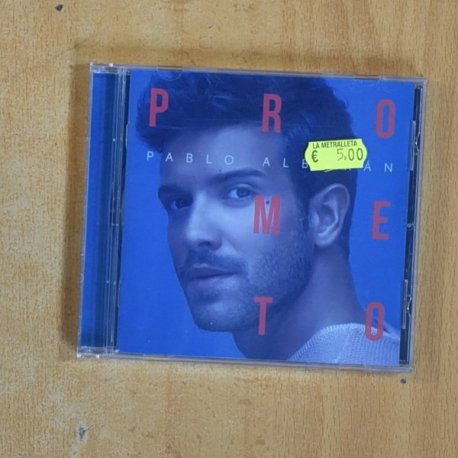 P R O
LA METRALLETA
€ 5,00
PABLO ALB AN
M E
T O